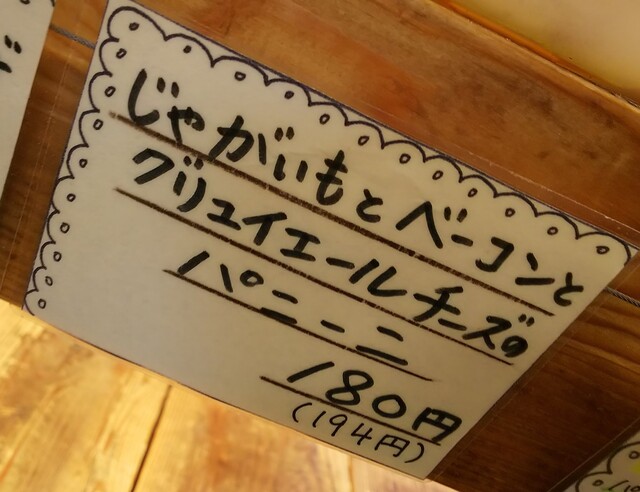 じゃがいもとベーコンと
グリュイエールチーズの
パニーニ
180円
(194円)